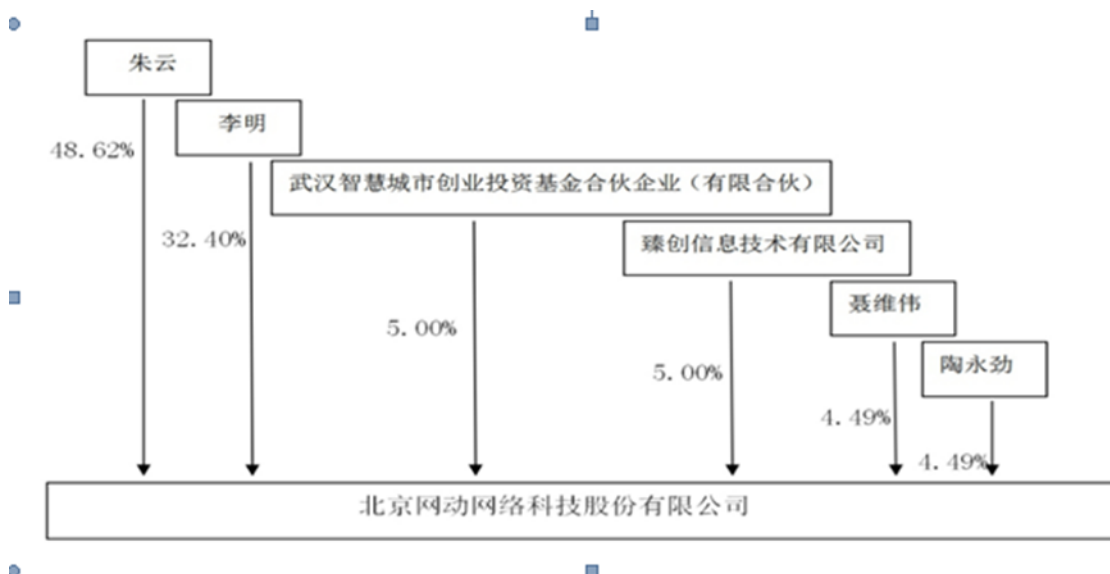 朱云
48.62%
李明
32.40%
武汉智慧城市创业投资基金合伙企业（有限合伙）
5.00%
臻创信息技术有限公司
5.00%
聂维伟
4.49%
陶永劲
4.49%
北京网动网络科技股份有限公司